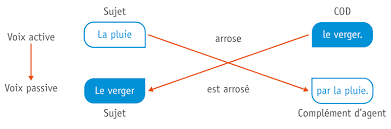 Sujet COD
Voix active La pluie arrose le verger.
Voix passive Le verger est arrosé par la pluie.
Sujet Complément d'agent